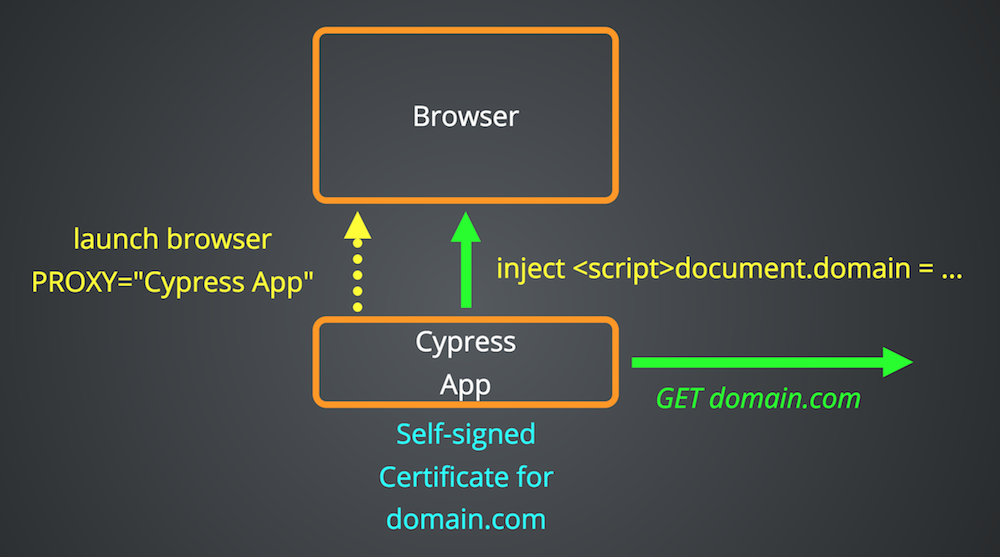 Browser
launch browser
PROXY="Cypress App"
inject <script>document.domain = ...
Cypress
App
GET domain.com
Self-signed
Certificate for
domain.com